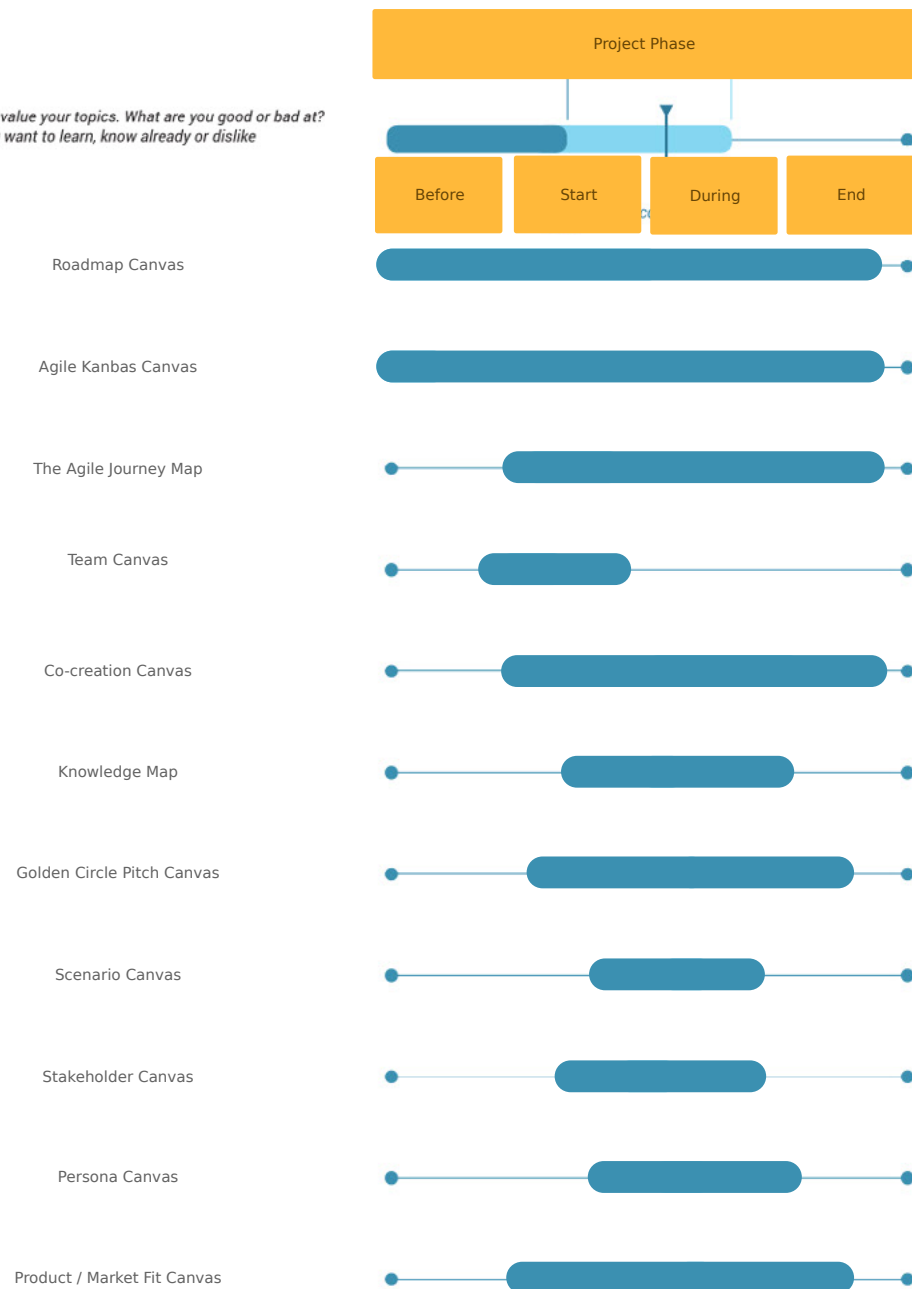 Project Phase
value your topics. What are you good or bad at?
want to learn, know already or dislike
Before
Start
During
End
Roadmap Canvas
Agile Kanbas Canvas
The Agile Journey Map
Team Canvas
Co-creation Canvas
Knowledge Map
Golden Circle Pitch Canvas
Scenario Canvas
Stakeholder Canvas
Persona Canvas
Product / Market Fit Canvas